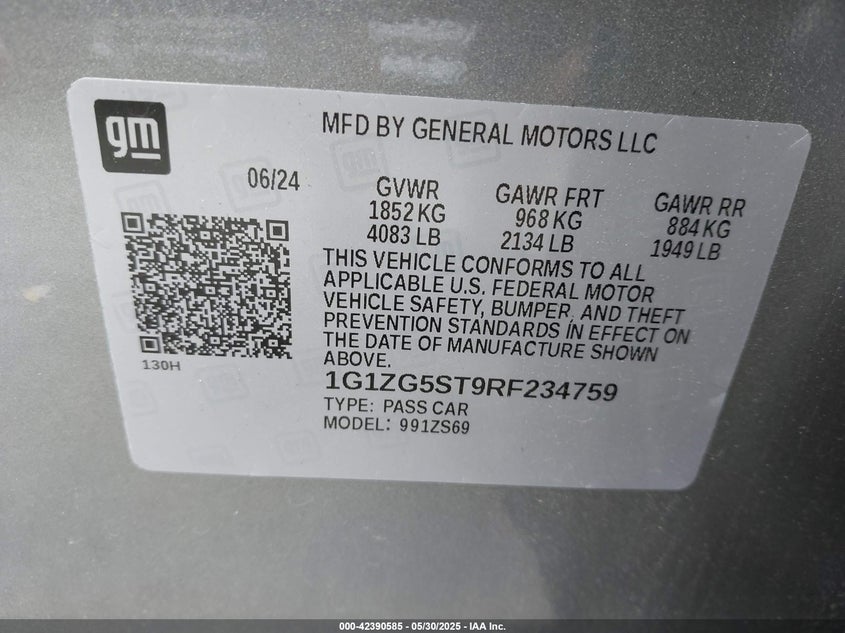 gm
MFD BY GENERAL MOTORS LLC
06/24
GVWR
1852 KG
4083 LB
GAWR FRT
968 KG
2134 LB
GAWR RR
884 KG
1949 LB
THIS VEHICLE CONFORMS TO ALL
APPLICABLE U.S. FEDERAL MOTOR
VEHICLE SAFETY, BUMPER, AND THEFT
PREVENTION STANDARDS IN EFFECT ON
THE DATE OF MANUFACTURE SHOWN
ABOVE.
130H
1G1ZG5ST9RF234759
TYPE: PASS CAR
MODEL: 991ZS69
000-42390585 - 05/30/2025 - IAA Inc.